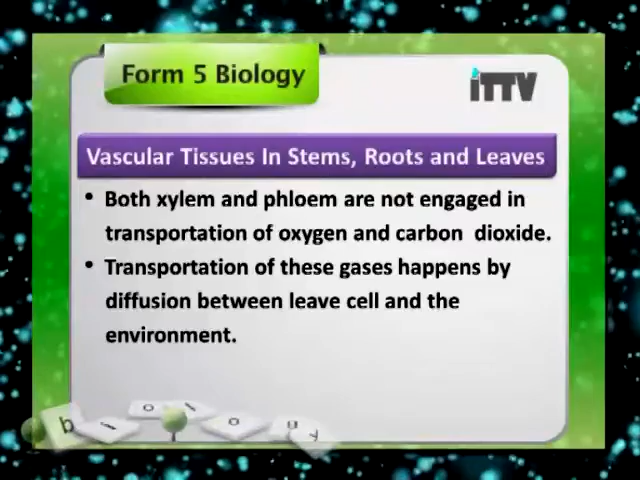 Form 5 Biology
iTTV
Vascular Tissues In Stems, Roots and Leaves
• Both xylem and phloem are not engaged in
transportation of oxygen and carbon dioxide.
• Transportation of these gases happens by
diffusion between leave cell and the
environment.
b i o l o g y